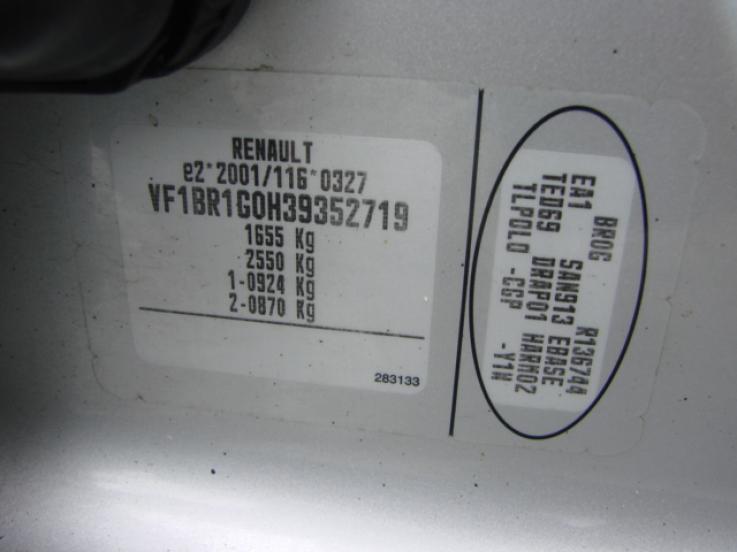 RENAULT
e2*2001/116*0327
VF1BR1G0H39352719
1655 Kg
2550 Kg
1-0924 Kg
2-0870 Kg
283133
EA1 BR0G R136744
SAN913 EBASE
TED69 DRAP01 HARM02
TLPOLO -CGP -Y1N